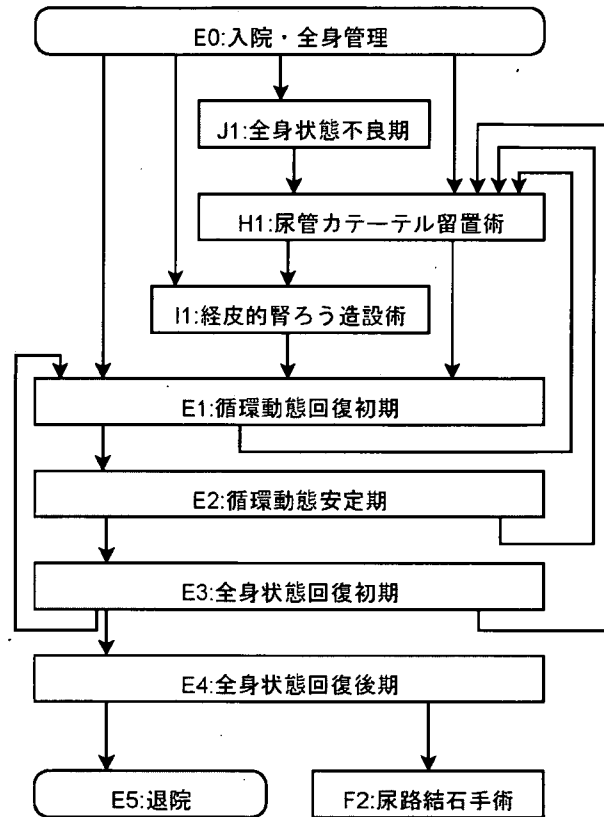 E0:入院・全身管理
J1:全身状態不良期
H1:尿管カテーテル留置術
I1:経皮的腎ろう造設術
E1:循環動態回復初期
E2:循環動態安定期
E3:全身状態回復初期
E4:全身状態回復後期
E5:退院
F2:尿路結石手術